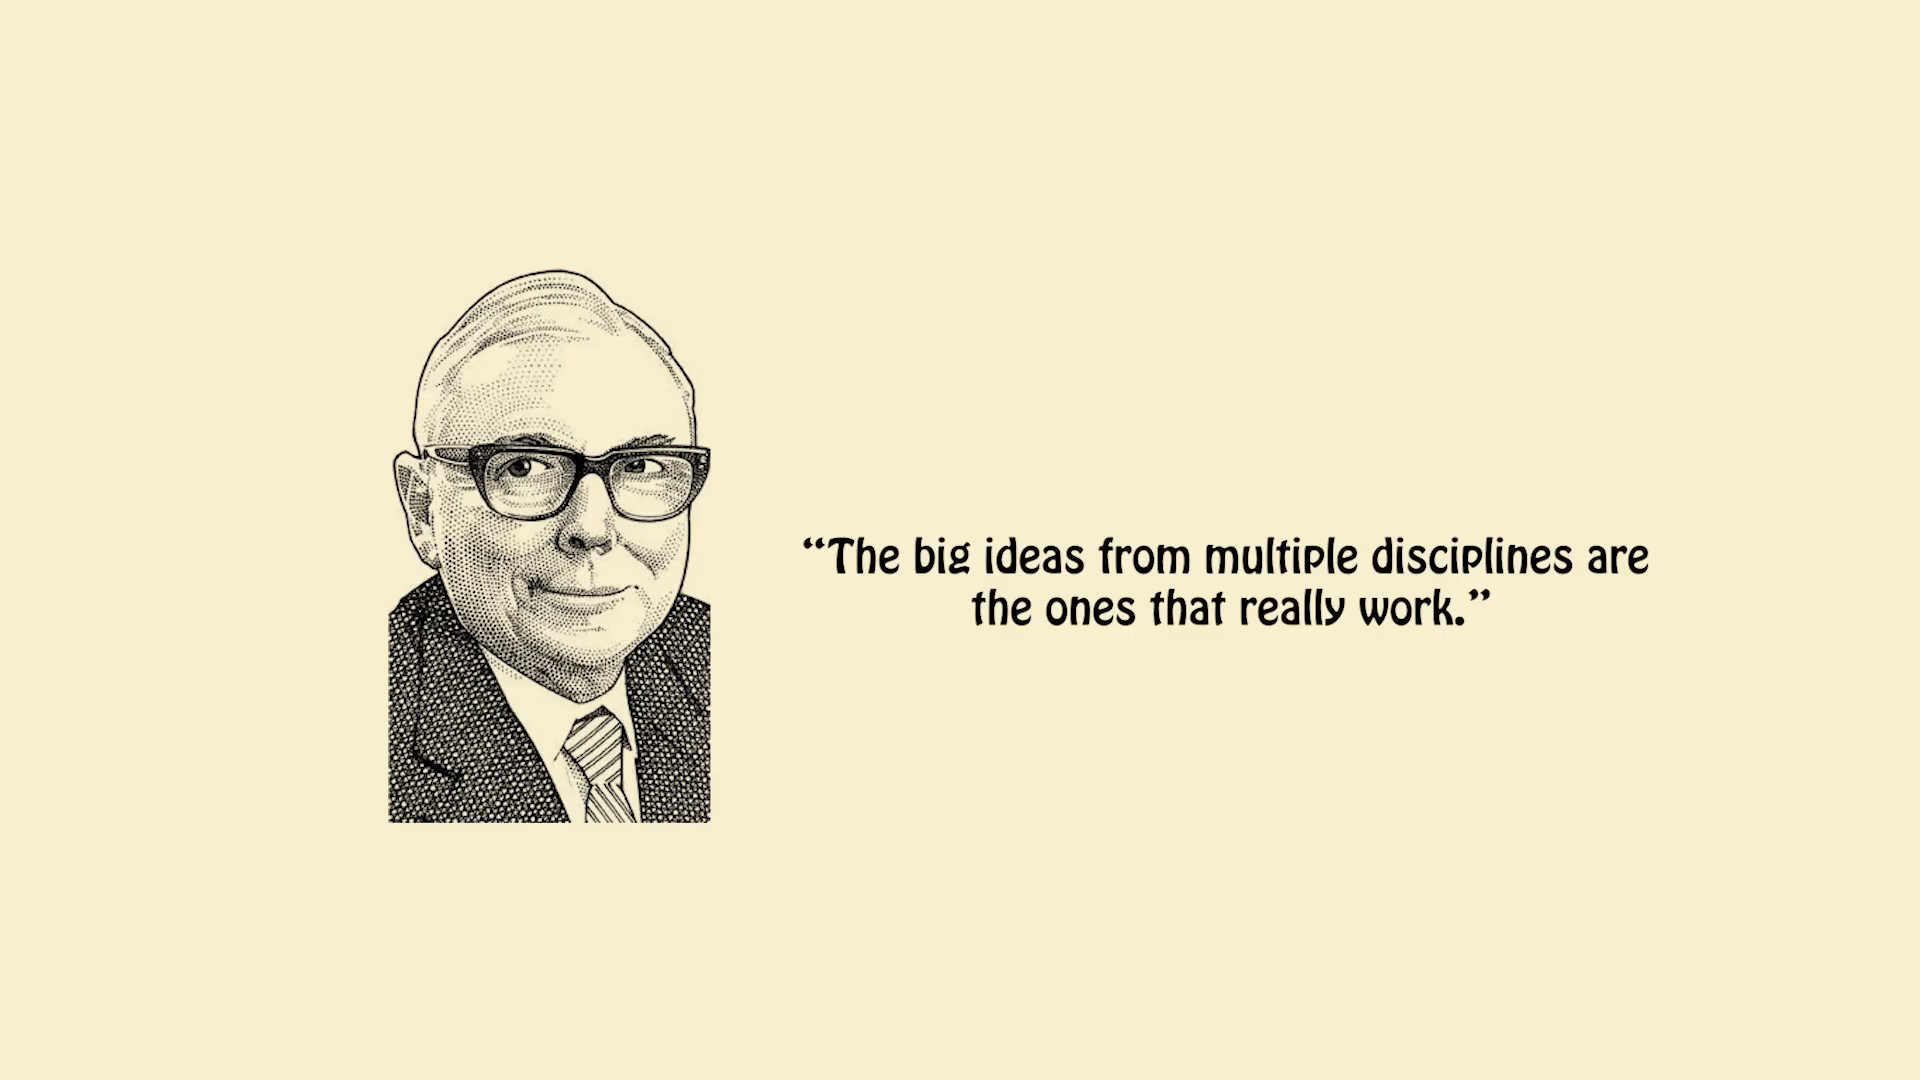 “The big ideas from multiple disciplines are
the ones that really work.”